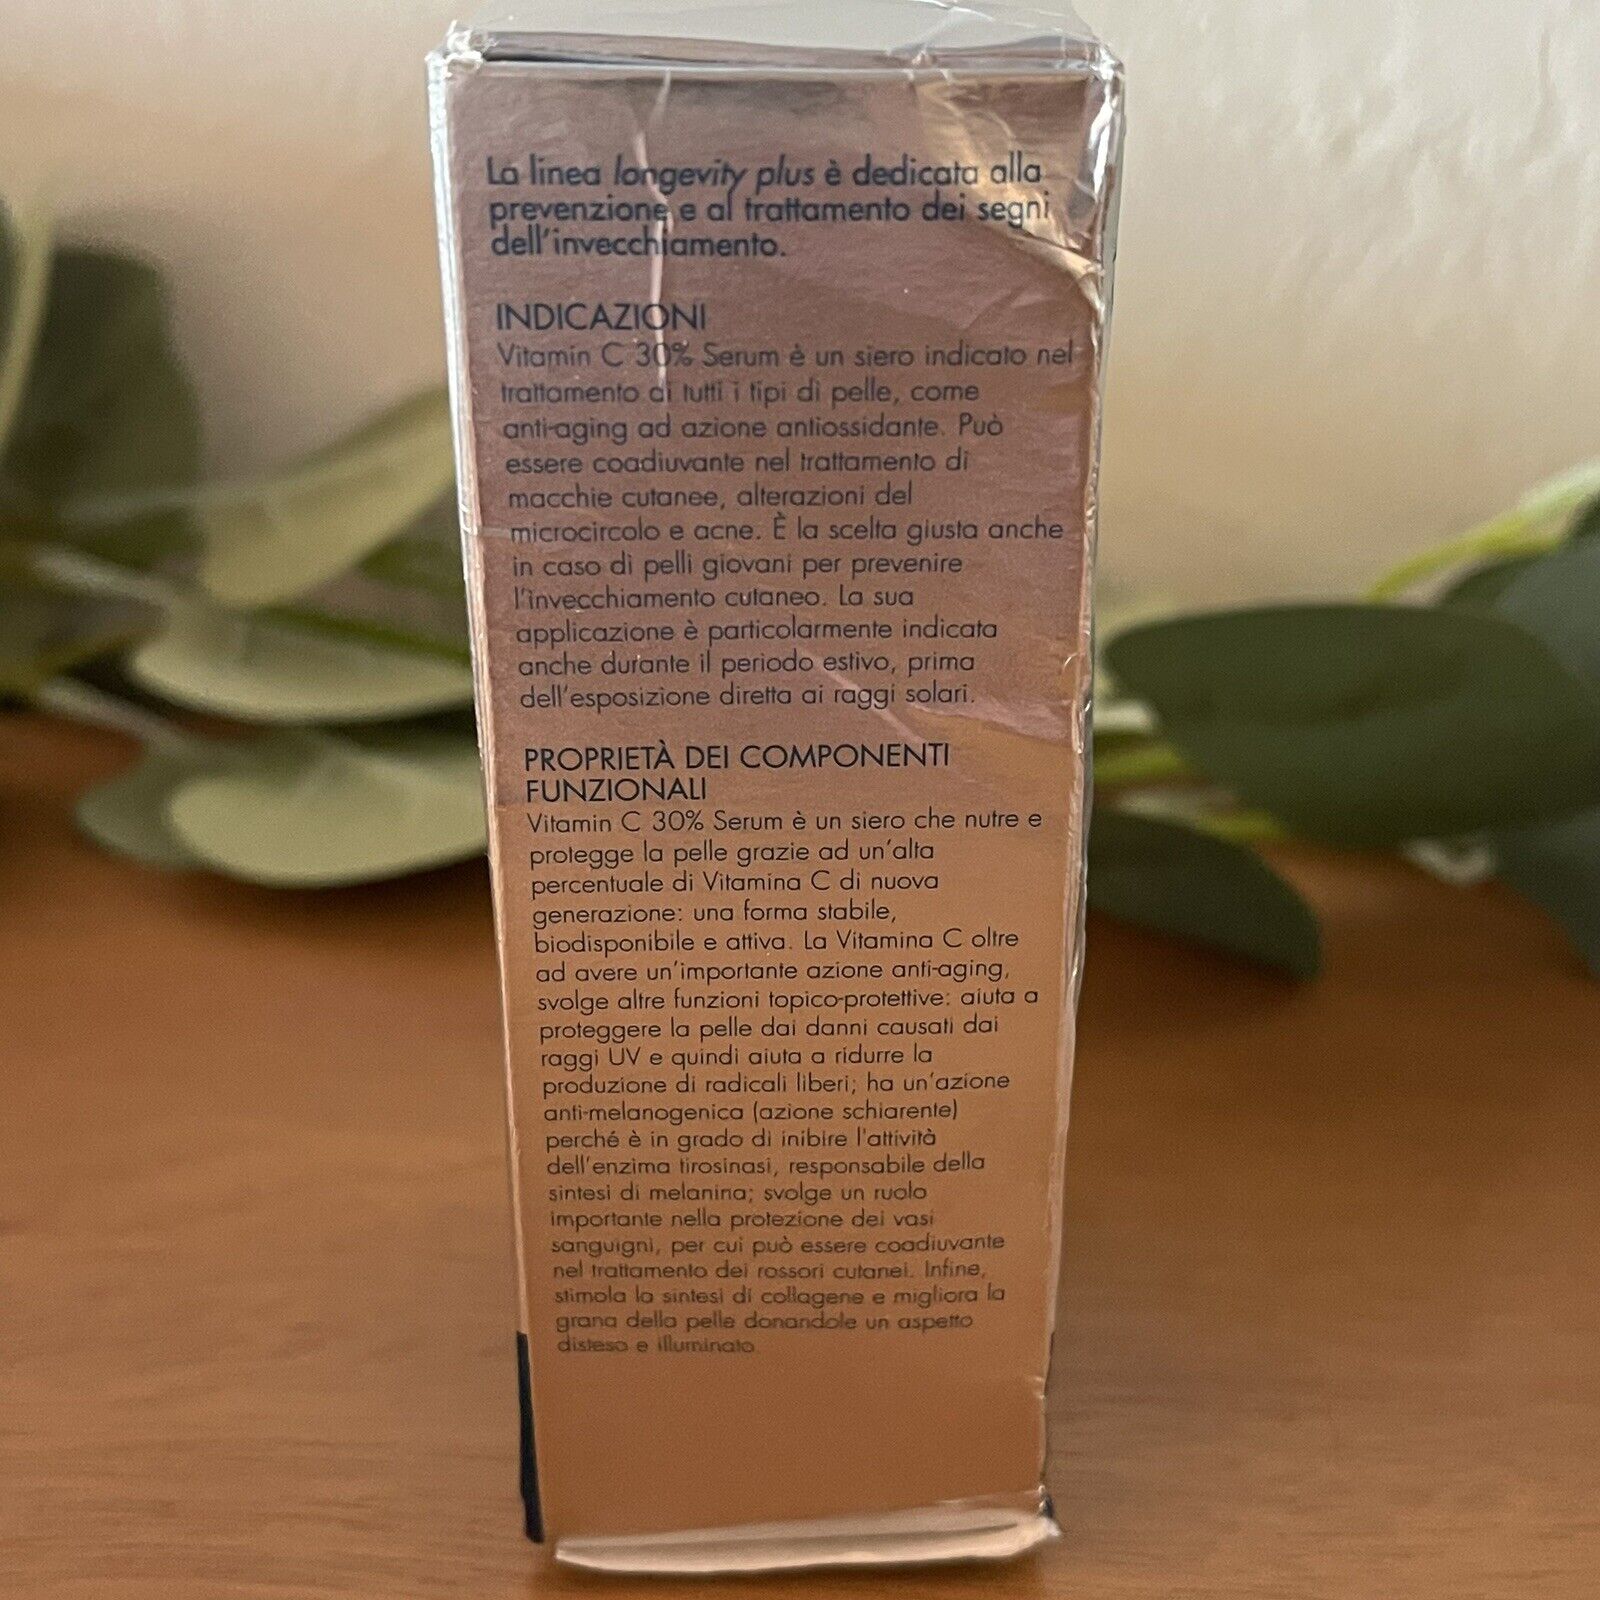 La linea longevity plus è dedicata alla
prevenzione e al trattamento dei segni
dell'invecchiamento.
INDICAZIONI
Vitamin C 30% Serum è un siero indicato nel
trattamento di tutti i tipi di pelle, come
anti-aging ad azione antiossidante. Può
essere coadiuvante nel trattamento di
macchie cutanee, alterazioni del
microcircolo e acne. È la scelta giusta anche
in caso di pelli giovani per prevenire
l'invecchiamento cutaneo. La sua
applicazione è particolarmente indicata
anche durante il periodo estivo, prima
dell'esposizione diretta ai raggi solari.
PROPRIETÀ DEI COMPONENTI
FUNZIONALI
Vitamin C 30% Serum è un siero che nutre e
protegge la pelle grazie ad un'alta
percentuale di Vitamina C di nuova
generazione: una forma stabile,
biodisponibile e attiva. La Vitamina C oltre
ad avere un'importante azione anti-aging,
svolge altre funzioni topico-protettive: aiuta a
proteggere la pelle dai danni causati dai
raggi UV e quindi aiuta a ridurre la
produzione di radicali liberi; ha un'azione
anti-melanogenica (azione schiarente)
perché è in grado di inibire l'attività
dell'enzima tirosinasi, responsabile della
sintesi di melanina; svolge un ruolo
importante nella protezione dei vasi
sanguigni, per cui può essere coadiuvante
nel trattamento dei rossori cutanei. Infine,
stimola la sintesi di collagene e migliora la
grana della pelle donandole un aspetto
disteso e illuminato.